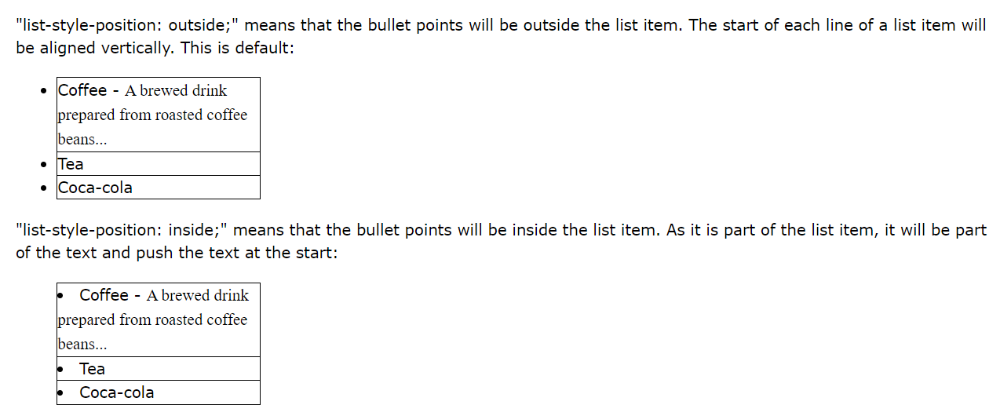 "list-style-position: outside;" means that the bullet points will be outside the list item. The start of each line of a list item will
be aligned vertically. This is default:
• Coffee - A brewed drink
prepared from roasted coffee
beans...
• Tea
• Coca-cola
"list-style-position: inside;" means that the bullet points will be inside the list item. As it is part of the list item, it will be part
of the text and push the text at the start:
• Coffee - A brewed drink
prepared from roasted coffee
beans...
• Tea
• Coca-cola